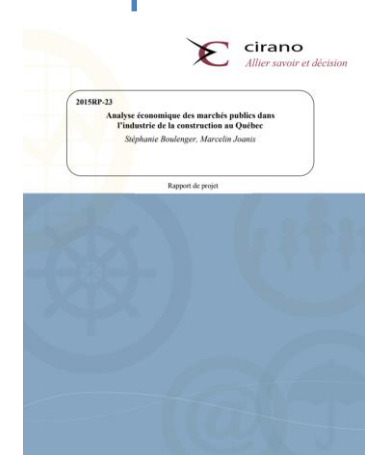 cirano
Allier savoir et décision
2015RP-23
Analyse économique des marchés publics dans
l'industrie de la construction au Québec
Stéphanie Boulenger, Marcelin Joanis
Rapport de projet